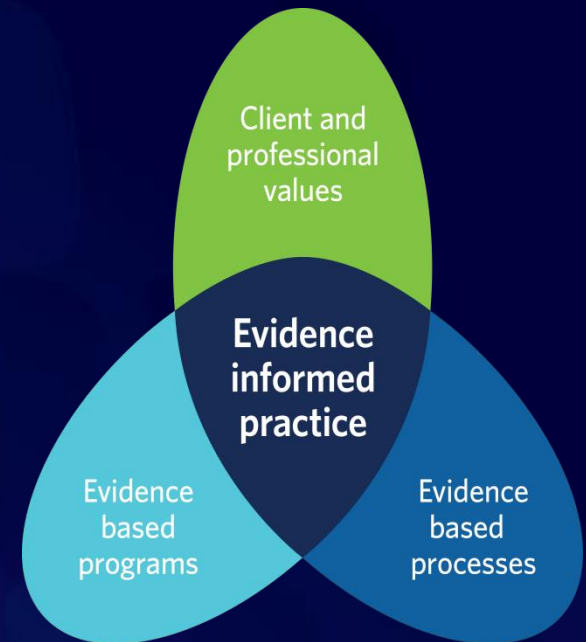 Client and
professional
values
Evidence
informed
practice
Evidence
based
programs
Evidence
based
processes